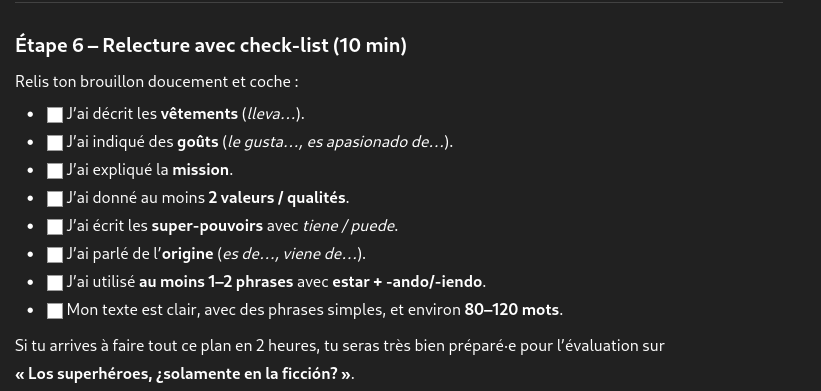 Étape 6 – Relecture avec check-list (10 min)
Relis ton brouillon doucement et coche :
J’ai décrit les vêtements (lleva…).
J’ai indiqué des goûts (le gusta…, es apasionado de…).
J’ai expliqué la mission.
J’ai donné au moins 2 valeurs / qualités.
J’ai écrit les super-pouvoirs avec tiene / puede.
J’ai parlé de l’origine (es de…, viene de…).
J’ai utilisé au moins 1–2 phrases avec estar + -ando/-iendo.
Mon texte est clair, avec des phrases simples, et environ 80–120 mots.
Si tu arrives à faire tout ce plan en 2 heures, tu seras très bien préparé·e pour l’évaluation sur
« Los superhéroes, ¿solamente en la ficción? ».